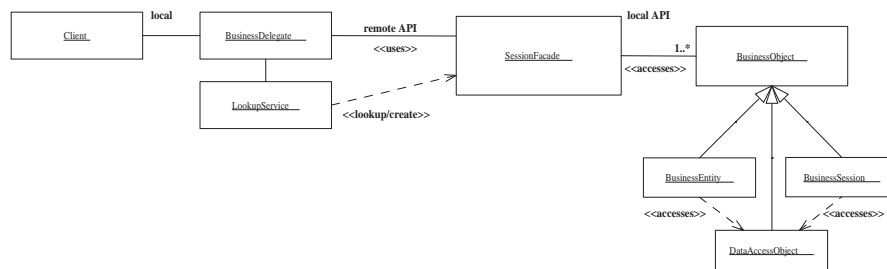 local
remote API
local API
Client
BusinessDelegate
<<uses>>
SessionFacade
1..*
<<accesses>>
BusinessObject
LookupService
<<lookup/create>>
BusinessEntity
BusinessSession
<<accesses>>
<<accesses>>
DataAccessObject